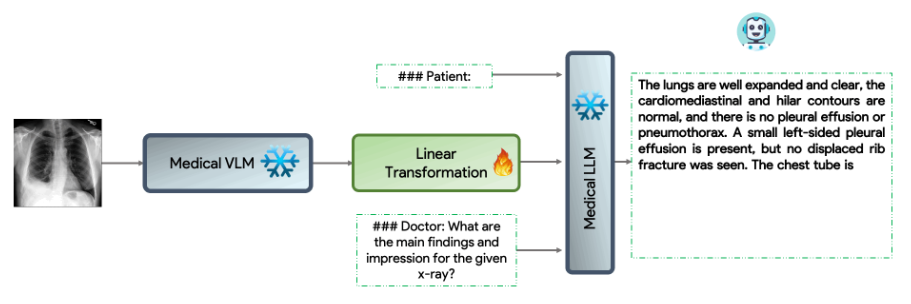 ### Patient:
The lungs are well expanded and clear, the
cardiomediastinal and hilar contours are
normal, and there is no pleural effusion or
pneumothorax. A small left-sided pleural
effusion is present, but no displaced rib
fracture was seen. The chest tube is
Medical VLM
Linear
Transformation
Medical LLM
### Doctor: What are
the main findings and
impression for the given
x-ray?